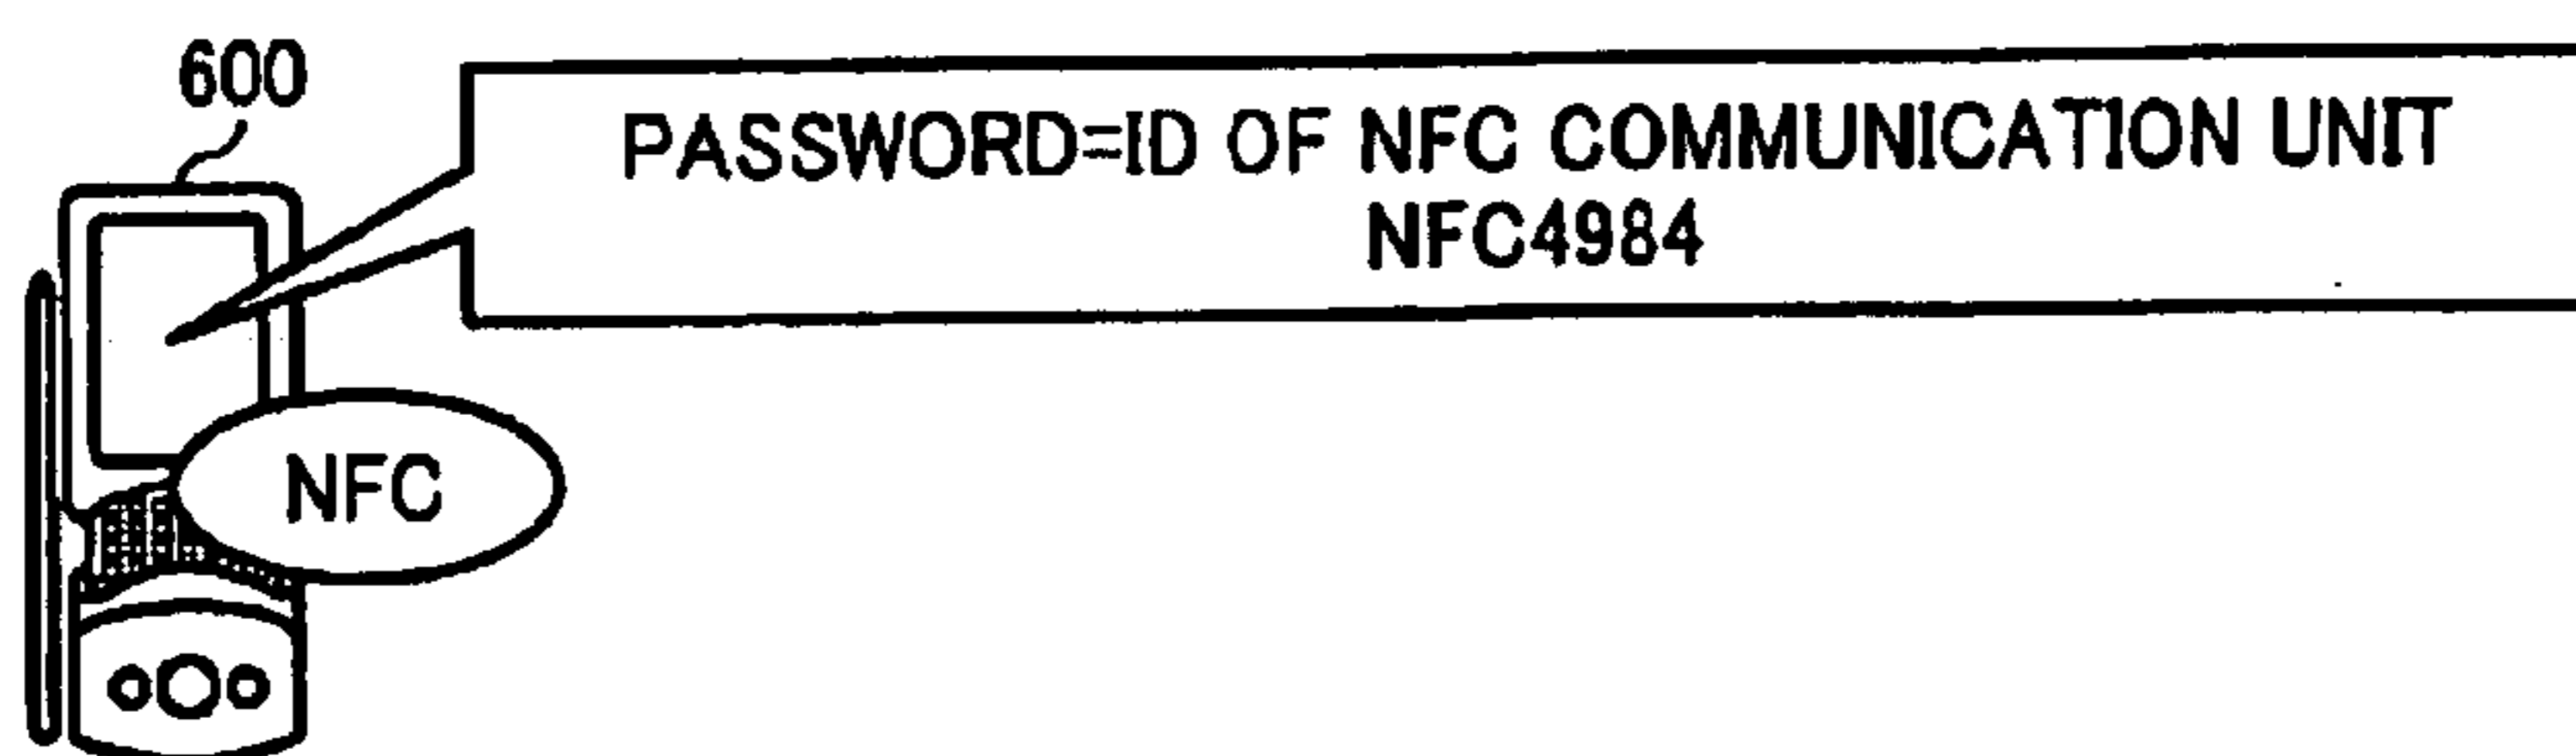 600
PASSWORD=ID OF NFC COMMUNICATION UNIT
NFC4984
NFC